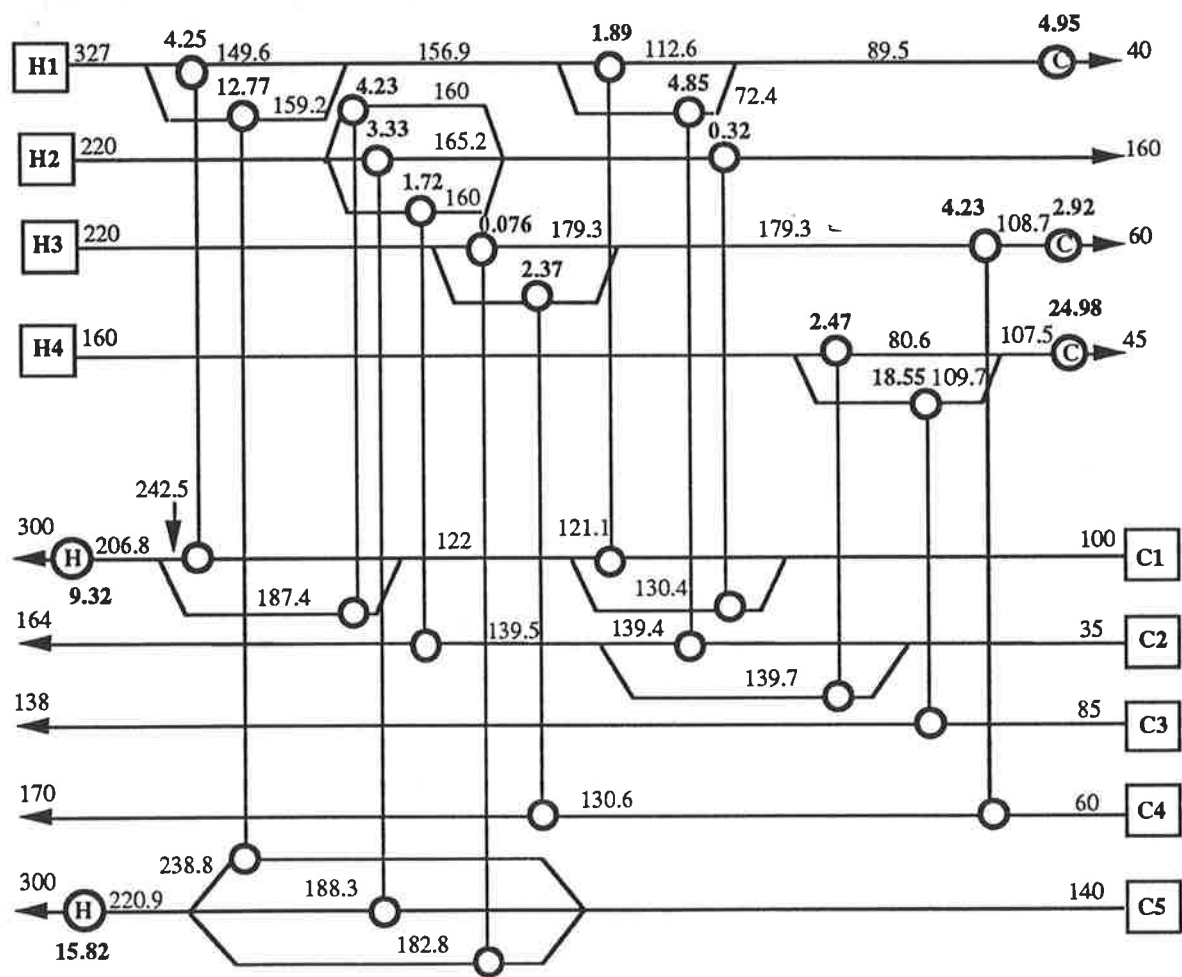 4.25 1.89 4.95
H1 327 149.6 156.9 112.6 89.5 C 40
12.77 4.23 4.85
159.2 160 72.4
3.33 0.32
H2 220 165.2 160
1.72 160
0.076 4.23 2.92
H3 220 179.3 179.3 108.7 C 60
2.37
2.47 24.98
H4 160 80.6 107.5 C 45
18.55 109.7
242.5
300 H 206.8 122 121.1 100 C1
9.32 187.4 130.4
164 139.5 139.4 35 C2
139.7
138 85 C3
170 130.6 60 C4
238.8
300 H 220.9 188.3 140 C5
15.82 182.8